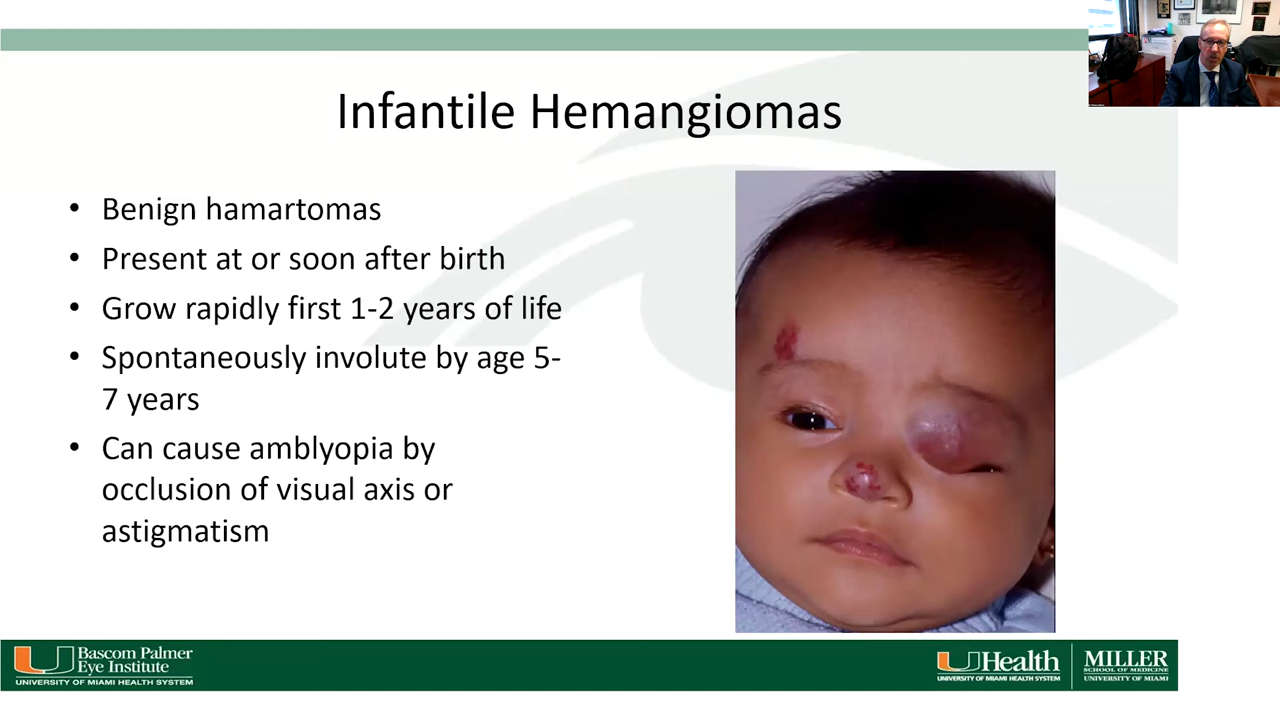 Infantile Hemangiomas
• Benign hamartomas
• Present at or soon after birth
• Grow rapidly first 1-2 years of life
• Spontaneously involute by age 5-
7 years
• Can cause amblyopia by
occlusion of visual axis or
astigmatism
Bascom Palmer
Eye Institute
UNIVERSITY OF MIAMI HEALTH SYSTEM
UHealth
UNIVERSITY OF MIAMI HEALTH SYSTEM
MILLER
SCHOOL OF MEDICINE
UNIVERSITY OF MIAMI